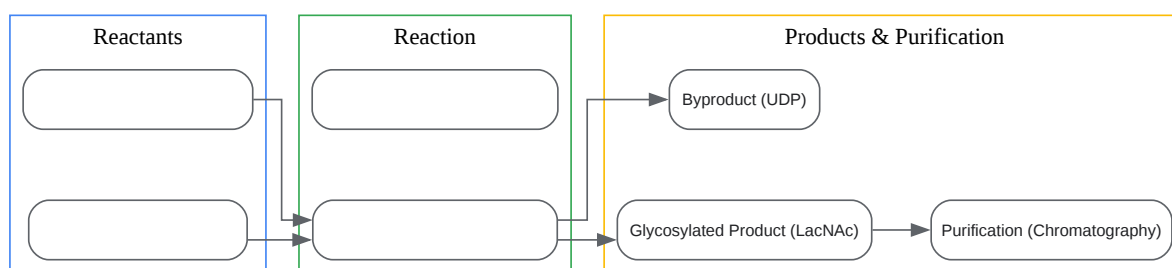 Reactants
Reaction
Products & Purification
Byproduct (UDP)
Glycosylated Product (LacNAc)
Purification (Chromatography)